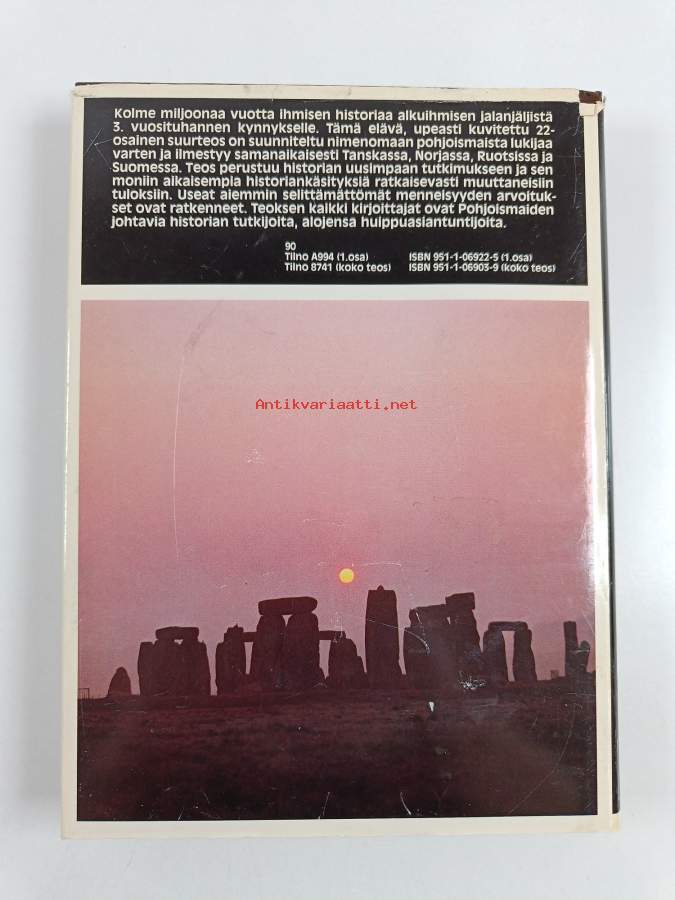 Kolme miljoonaa vuotta ihmisen historiaa alkuihmisen jalanjäljistä
3. vuosituhannen kynnykselle. Tämä elävä, upeasti kuvitettu 22-
osainen suurteos on suunniteltu nimenomaan pohjoismaista lukijaa
varten ja ilmestyy samanaikaisesti Tanskassa, Norjassa, Ruotsissa ja
Suomessa. Teos perustuu historian uusimpaan tutkimukseen ja sen
moniin aikaisempia historiankäsityksiä ratkaisevasti muuttaneisiin
tuloksiin. Useat aiemmin selittämättömät menneisyyden arvoituk-
set ovat ratkenneet. Teoksen kaikki kirjoittajat ovat Pohjoismaiden
johtavia historian tutkijoita, alojensa huippuasiantuntijoita.
90
Tilno A994 (1.osa) ISBN 951-1-06922-5 (1.osa)
Tilno 8741 (koko teos) ISBN 951-1-06903-9 (koko teos)
Antikvariaatti.net